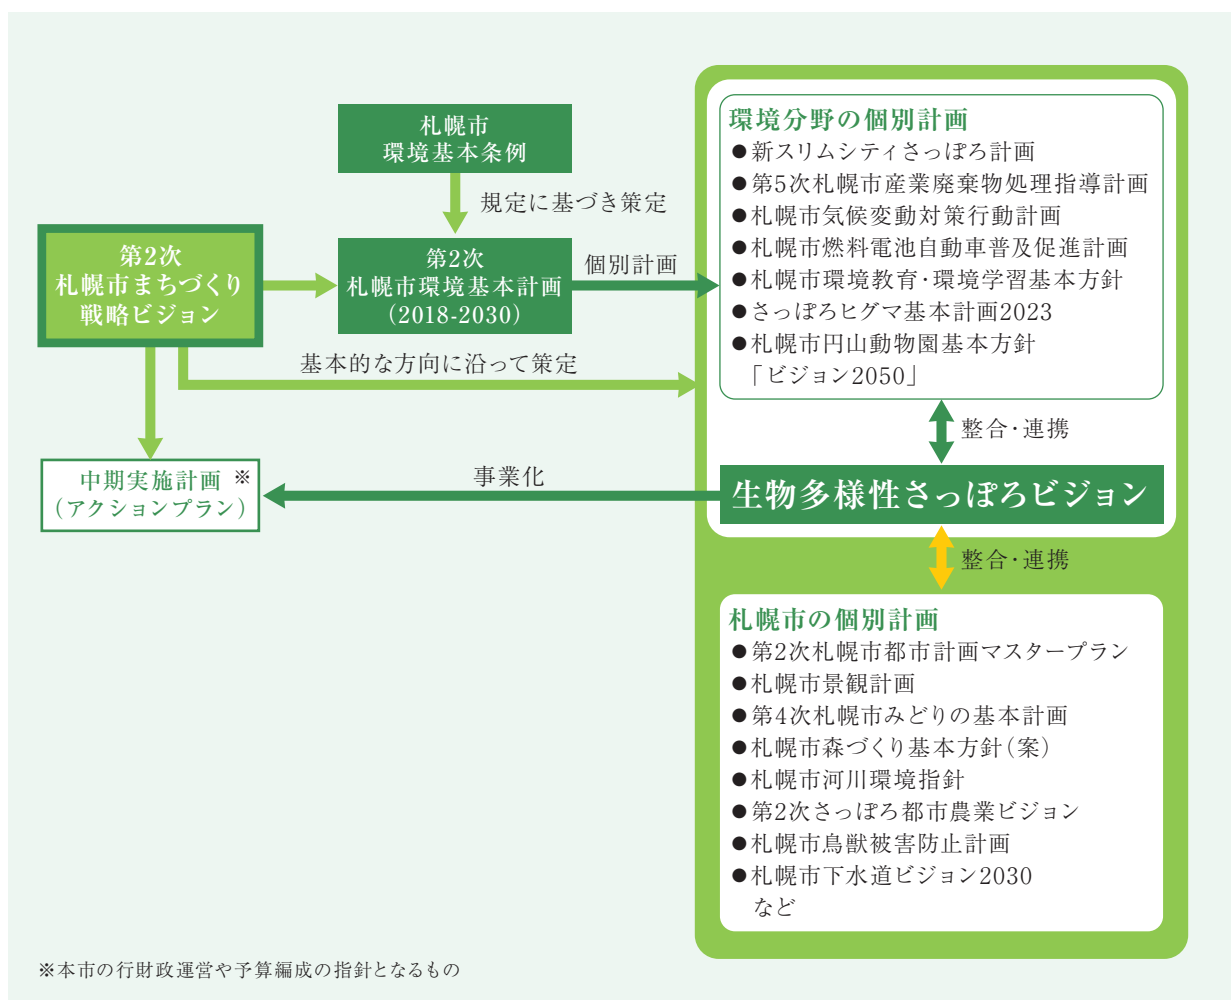 札幌市
環境基本条例
規定に基づき策定
第2次
札幌市まちづくり
戦略ビジョン
第2次
札幌市環境基本計画
（2018-2030）
個別計画
基本的な方向に沿って策定
中期実施計画 ※
（アクションプラン）
事業化
環境分野の個別計画
●新スリムシティさっぽろ計画
●第5次札幌市産業廃棄物処理指導計画
●札幌市気候変動対策行動計画
●札幌市燃料電池自動車普及促進計画
●札幌市環境教育・環境学習基本方針
●さっぽろヒグマ基本計画2023
●札幌市円山動物園基本方針
「ビジョン2050」
整合・連携
生物多様性さっぽろビジョン
整合・連携
札幌市の個別計画
●第2次札幌市都市計画マスタープラン
●札幌市景観計画
●第4次札幌市みどりの基本計画
●札幌市森づくり基本方針（案）
●札幌市河川環境指針
●第2次さっぽろ都市農業ビジョン
●札幌市鳥獣被害防止計画
●札幌市下水道ビジョン2030
など
※本市の行財政運営や予算編成の指針となるもの